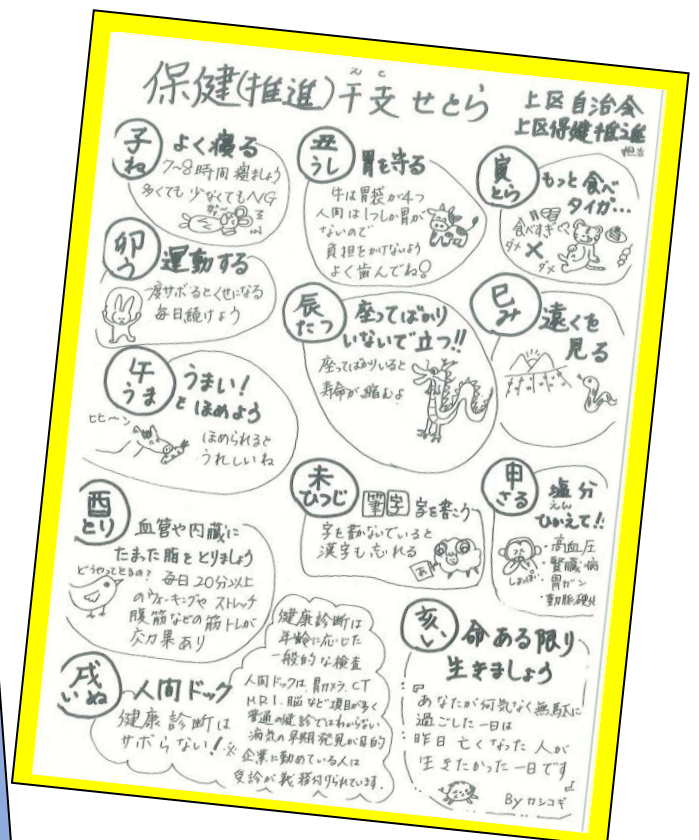 保健(推進)干支せとら
えと
上区自治会
上区保健推進
担当
子
ね
よく寝る
7~8時間寝ましょう
多くても少なくてもNG
丑
うし
胃を守る
牛は胃袋が4つ
人間は1つしか胃が
ないので
負担をかけないよう
よく歯んでね
寅
とら
もっと食べ
タイガ…
食べすぎ
ダメ
ダメ
卯
う
運動する
一度サボるとくせになる
毎日続けよう
辰
たつ
座ってばかり
いないで立つ!!
座ってばかりいると
寿命が縮むよ
巳
み
遠くを
見る
午
うま
うまい!
とほめよう
ヒヒーン
ほめられると
うれしいね
未
ひつじ
筆字 字を書こう
字を書かないでいると
漢字も忘れる
あ
申
さる
塩分
えん
ひかえて!!
・高血圧
・腎臓病
・胃ガン
・動脈硬化
しょっぱい
酉
とり
血管や内臓に
たまった脂をとりましょう
どうやってとるの?
毎日20分以上
のウォーキングやストレッチ
腹筋などの筋トレが
効果あり
戌
いぬ
人間ドック
健康診断は
サボらない!※
健康診断は
年齢に応じた
一般的な検査
人間ドックは、胃カメラ、CT
MRI、脳など項目が多く
普通の健診ではわからない
病気の早期発見が目的
企業に勤めている人は
受診が義務付けられています。
亥
い
命ある限り
生きましょう
『あなたが何気なく無駄に
過ごした一日は
昨日亡くなった人が
生きたかった一日です』
By カシコギ